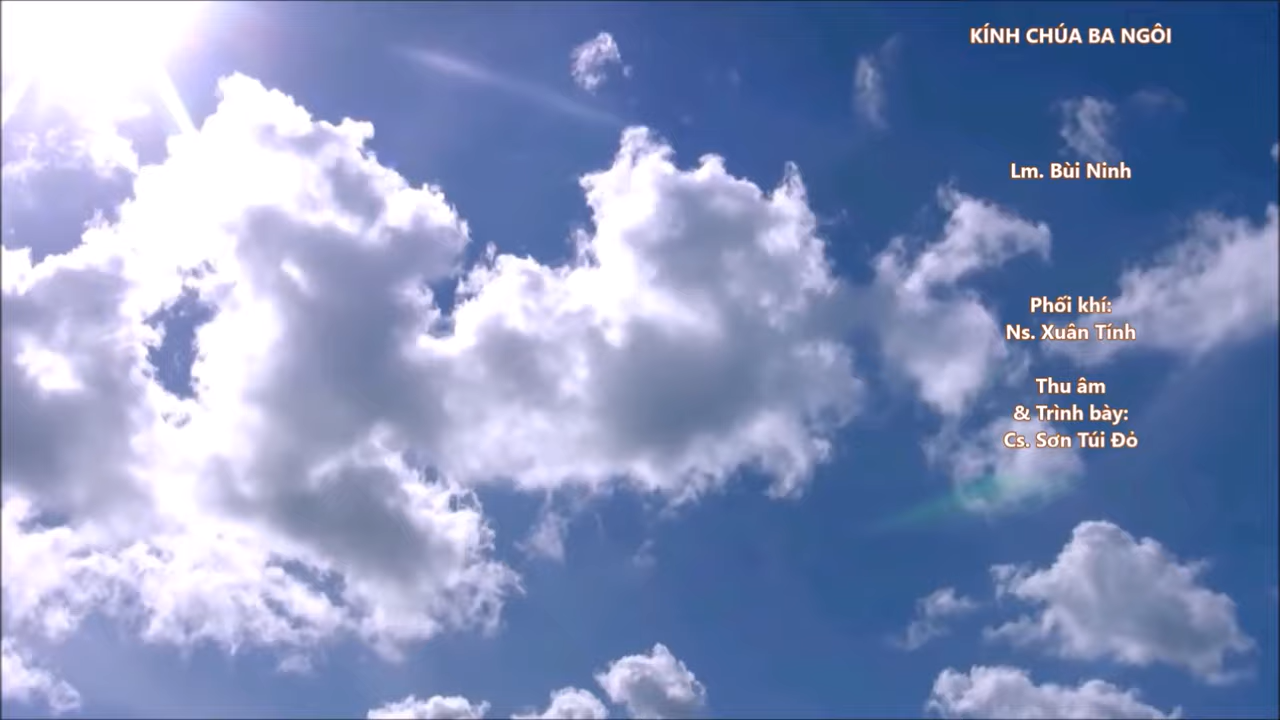 KÍNH CHÚA BA NGÔI
Lm. Bùi Ninh
Phối khí:
Ns. Xuân Tính
Thu âm
& Trình bày:
Cs. Sơn Túi Đỏ